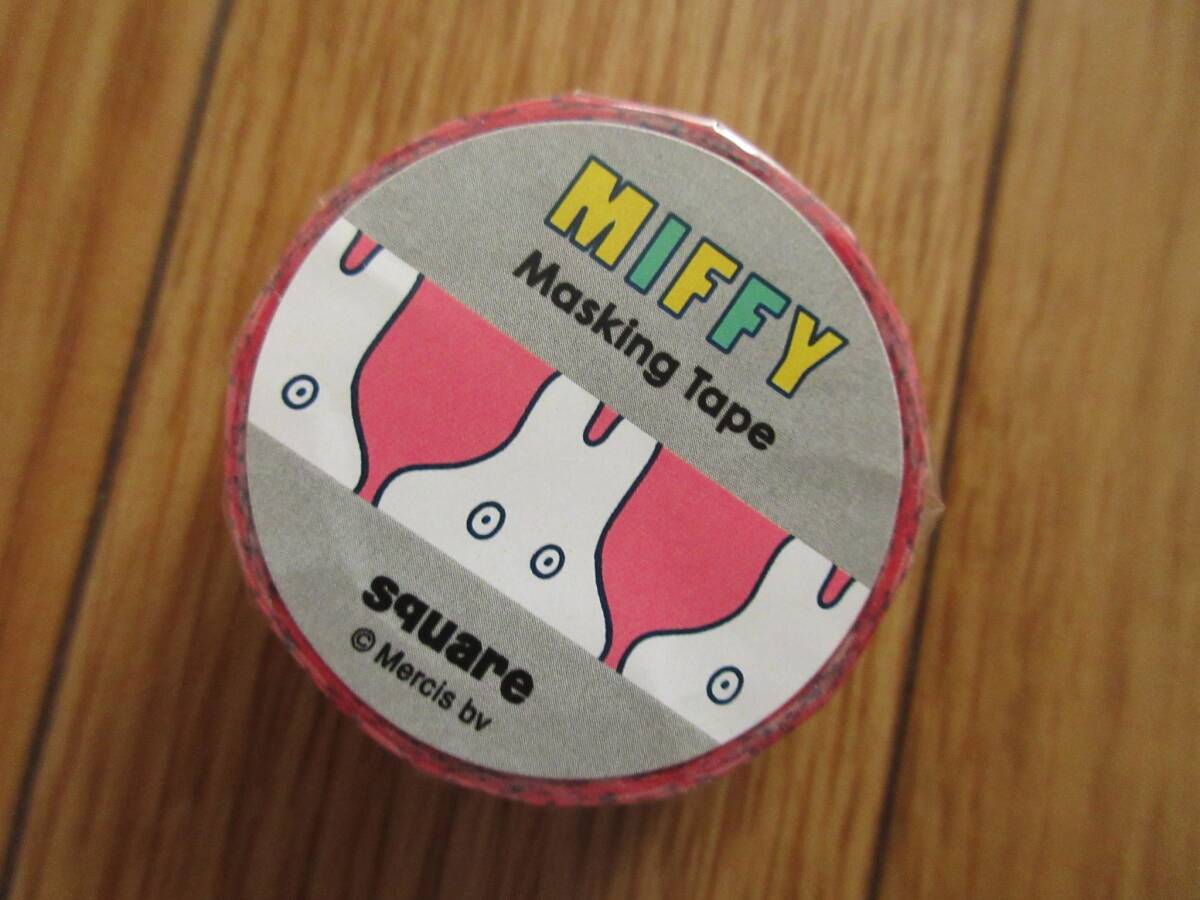 MIFFY
Masking Tape
square
© Mercis bv